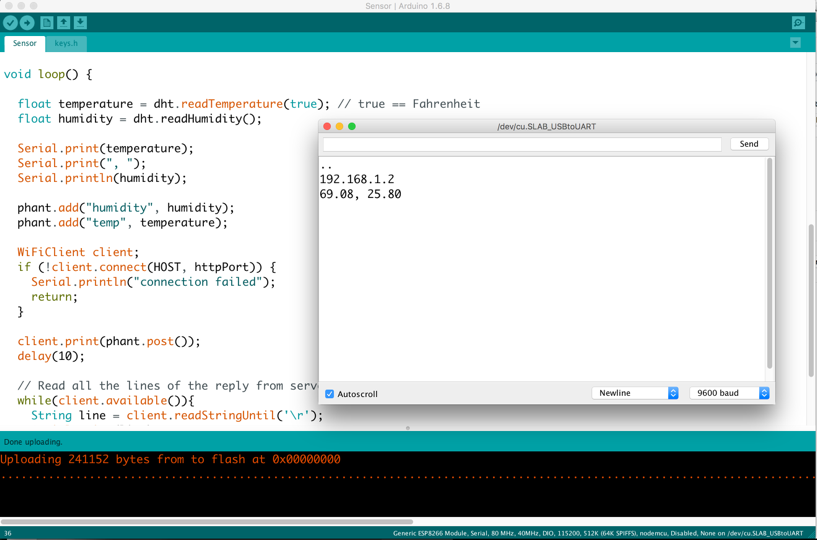 Sensor | Arduino 1.6.8
Sensor
keys.h
void loop() {
float temperature = dht.readTemperature(true); // true == Fahrenheit
float humidity = dht.readHumidity();
Serial.print(temperature);
Serial.print(", ");
Serial.println(humidity);
phant.add("humidity", humidity);
phant.add("temp", temperature);
WiFiClient client;
if (!client.connect(HOST, httpPort)) {
Serial.println("connection failed");
return;
}
client.print(phant.post());
delay(10);
// Read all the lines of the reply from serv
while(client.available()){
String line = client.readStringUntil('\r');
/dev/cu.SLAB_USBtoUART
Send
..
192.168.1.2
69.08, 25.80
Autoscroll
Newline
9600 baud
Done uploading.
Uploading 241152 bytes from to flash at 0x00000000
................................................................................
36
Generic ESP8266 Module, Serial, 80 MHz, 40MHz, DIO, 115200, 512K (64K SPIFFS), nodemcu, Disabled, None on /dev/cu.SLAB_USBtoUART